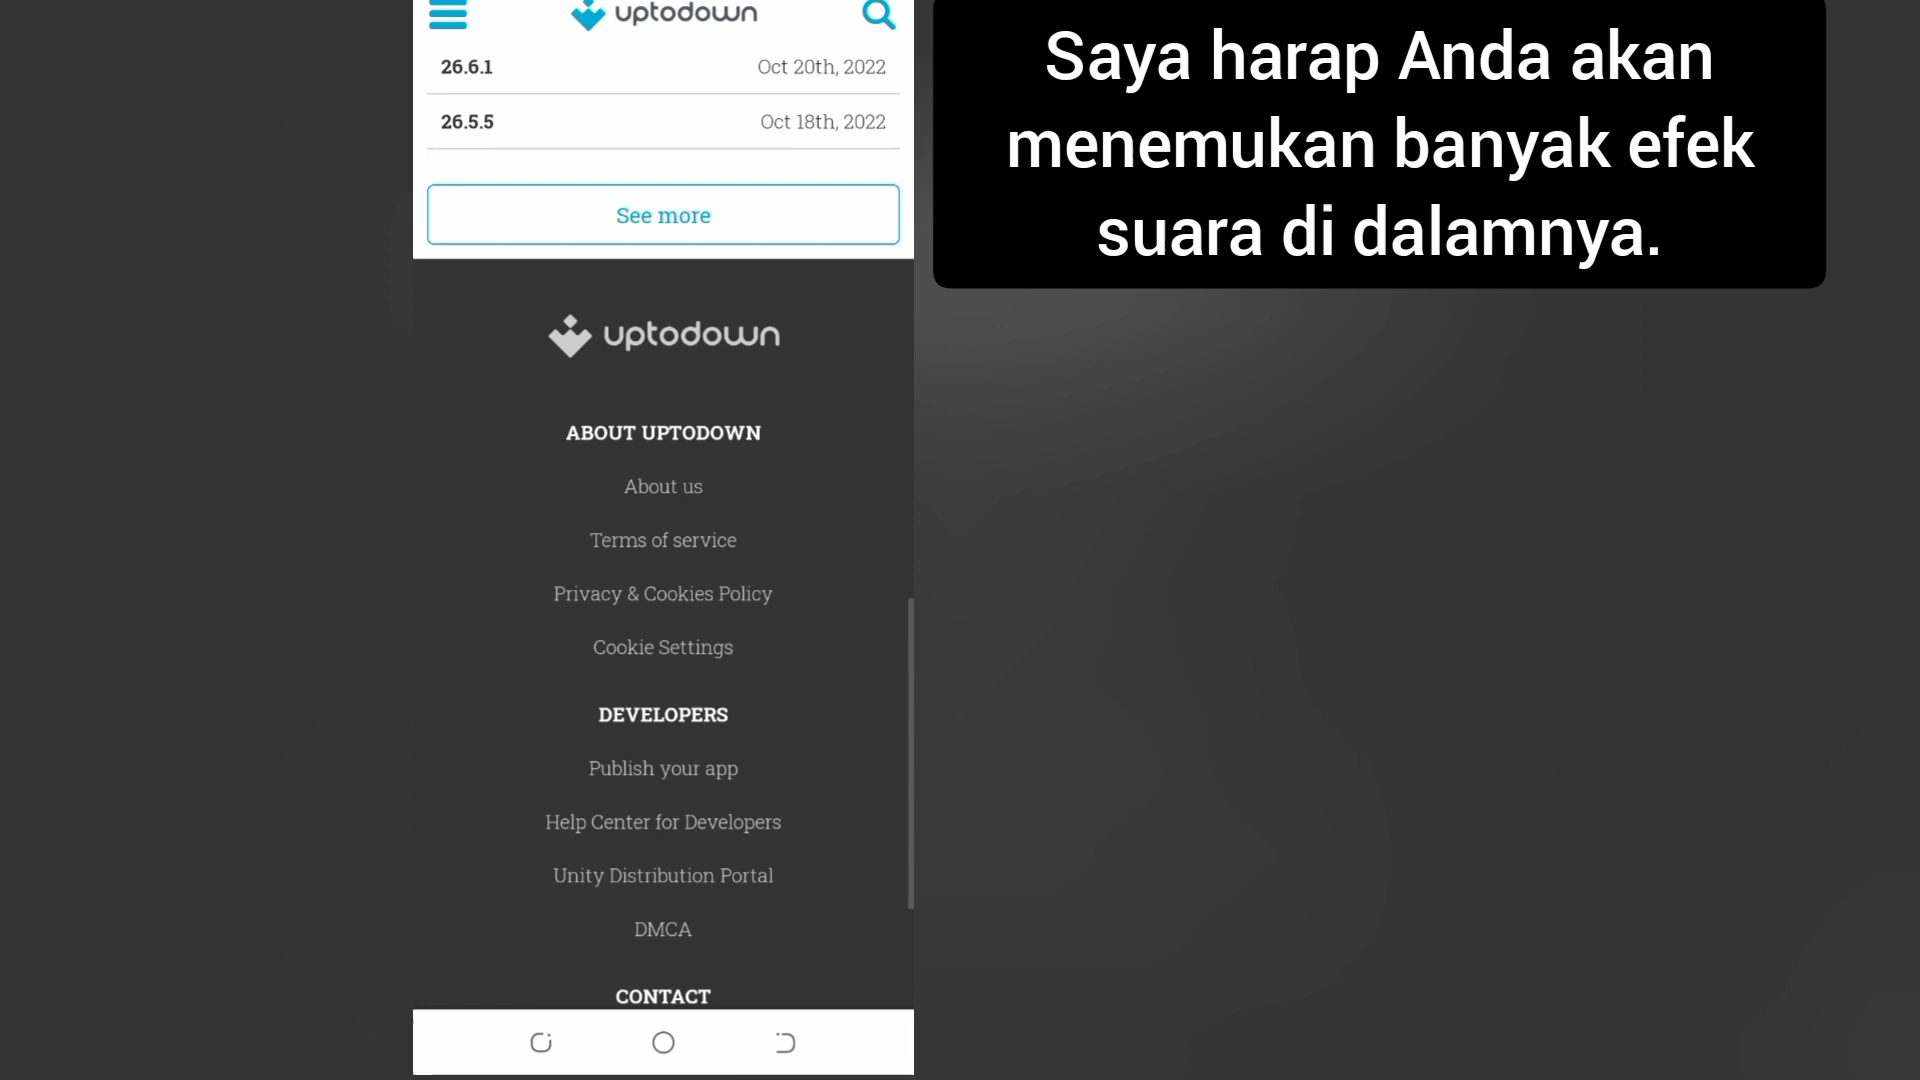 uptodown
26.6.1 Oct 20th, 2022
26.5.5 Oct 18th, 2022
See more
uptodown
ABOUT UPTODOWN
About us
Terms of service
Privacy & Cookies Policy
Cookie Settings
DEVELOPERS
Publish your app
Help Center for Developers
Unity Distribution Portal
DMCA
CONTACT
Saya harap Anda akan
menemukan banyak efek
suara di dalamnya.